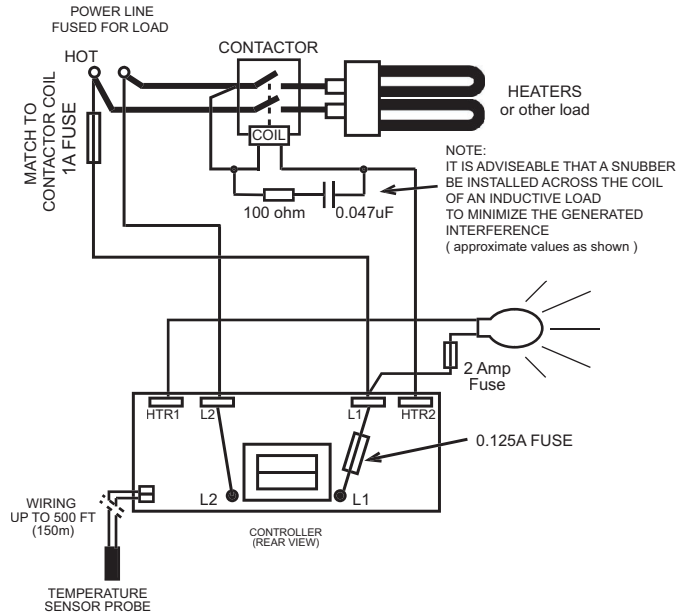 POWER LINE
FUSED FOR LOAD
HOT
CONTACTOR
MATCH TO
CONTACTOR COIL
1A FUSE
COIL
HEATERS
or other load
100 ohm
0.047uF
NOTE:
IT IS ADVISEABLE THAT A SNUBBER
BE INSTALLED ACROSS THE COIL
OF AN INDUCTIVE LOAD
TO MINIMIZE THE GENERATED
INTERFERENCE
( approximate values as shown )
2 Amp
Fuse
HTR1
L2
L1
HTR2
0.125A FUSE
L2
L1
WIRING
UP TO 500 FT
(150m)
CONTROLLER
(REAR VIEW)
TEMPERATURE
SENSOR PROBE